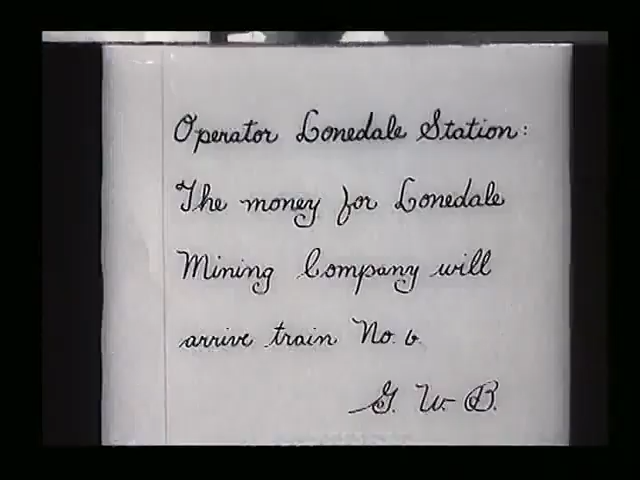 Operator Lonedale Station:
The money for Lonedale
Mining Company will
arrive train No. 6.
G. W. B.